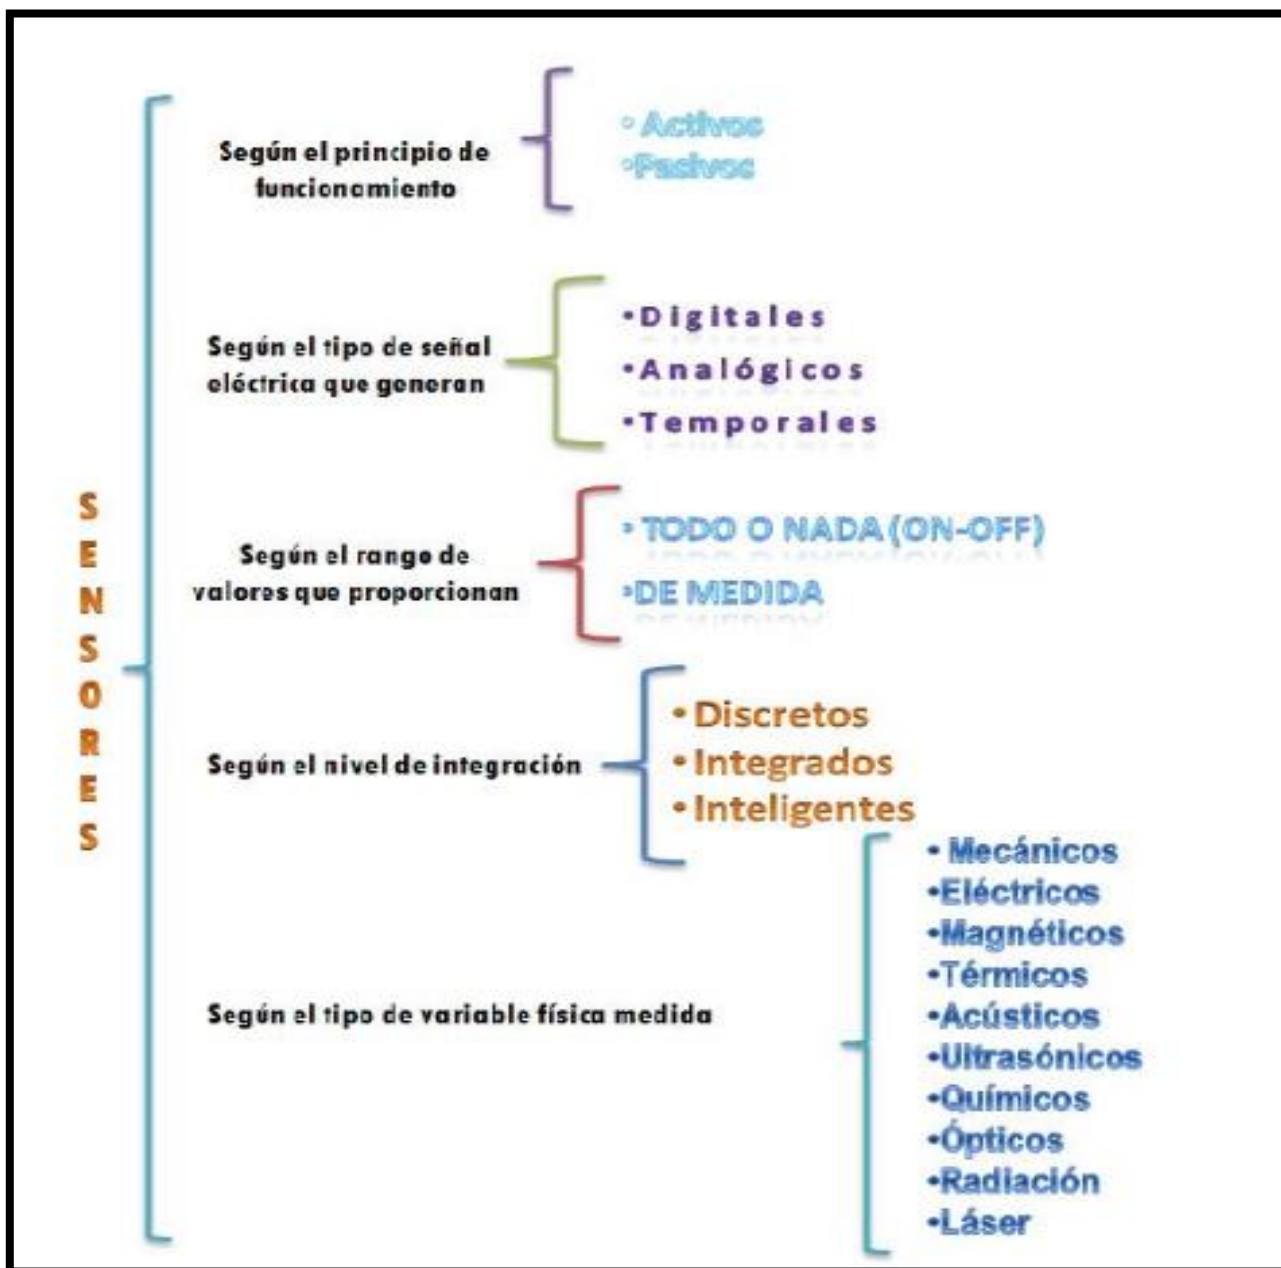 SENSORES
Según el principio de
funcionamiento
• Activos
•Pasivos
Según el tipo de señal
eléctrica que generan
•Digitales
•Analógicos
•Temporales
Según el rango de
valores que proporcionan
• TODO O NADA (ON-OFF)
•DE MEDIDA
Según el nivel de integración
•Discretos
•Integrados
•Inteligentes
Según el tipo de variable física medida
• Mecánicos
•Eléctricos
•Magnéticos
•Térmicos
•Acústicos
•Ultrasónicos
•Químicos
•Ópticos
•Radiación
•Láser